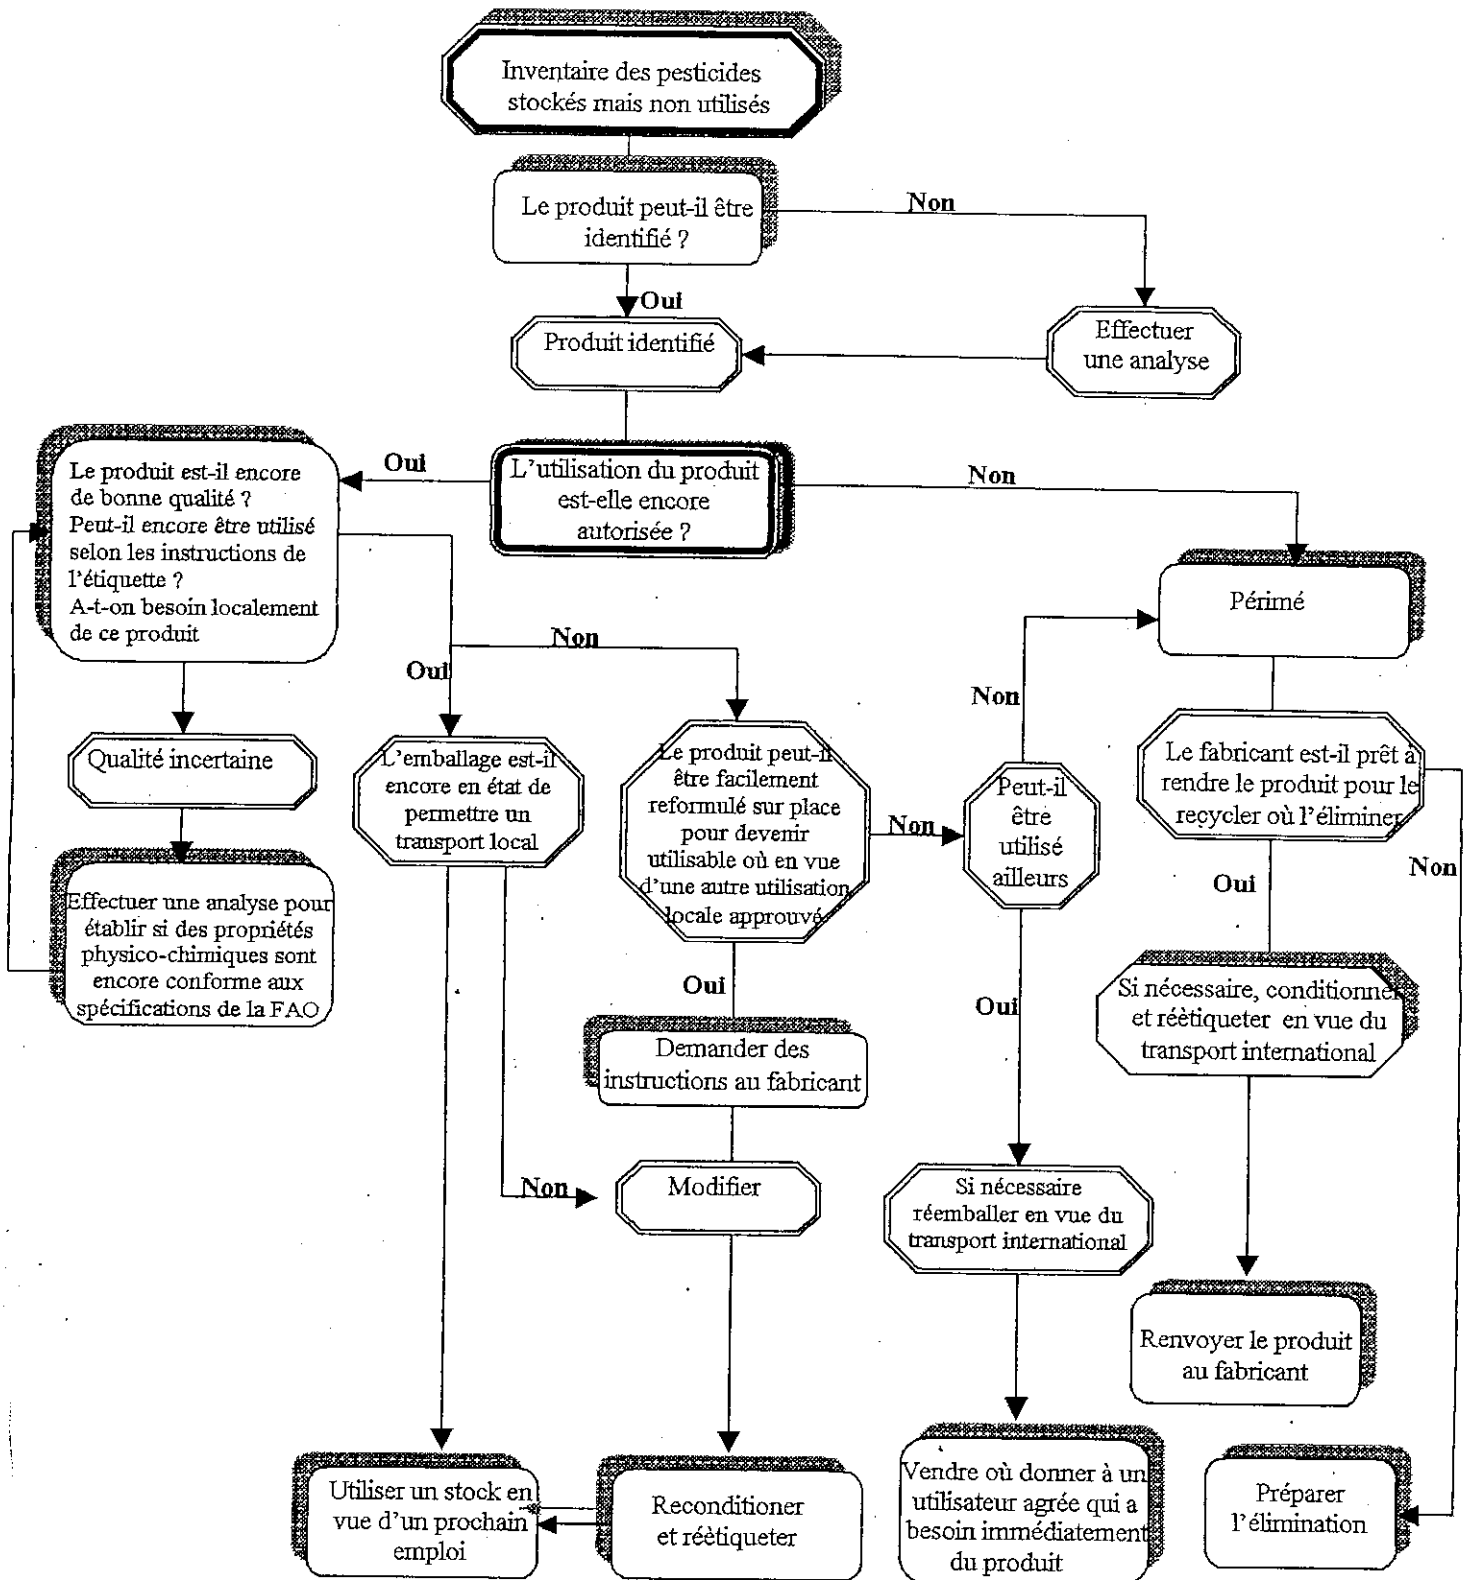 Inventaire des pesticides
stockés mais non utilisés
Le produit peut-il être
identifié ?
Non
Oui
Produit identifié
Effectuer
une analyse
L'utilisation du produit
est-elle encore
autorisée ?
Oui
Non
Le produit est-il encore
de bonne qualité ?
Peut-il encore être utilisé
selon les instructions de
l'étiquette ?
A-t-on besoin localement
de ce produit
Périmé
Non
Oui
Non
Qualité incertaine
L'emballage est-il
encore en état de
permettre un
transport local
Le produit peut-il
être facilement
reformulé sur place
pour devenir
utilisable où en vue
d'une autre utilisation
locale approuvé
Non
Peut-il
être
utilisé
ailleurs
Le fabricant est-il prêt à
rendre le produit pour le
recycler où l'éliminer
Oui
Non
Effectuer une analyse pour
établir si des propriétés
physico-chimiques sont
encore conforme aux
spécifications de la FAO
Oui
Oui
Si nécessaire, conditionner
et réètiqueter en vue du
transport international
Demander des
instructions au fabricant
Non
Modifier
Si nécessaire
réemballer en vue du
transport international
Renvoyer le produit
au fabricant
Utiliser un stock en
vue d'un prochain
emploi
Reconditioner
et réètiqueter
Vendre où donner à un
utilisateur agrée qui a
besoin immédiatement
du produit
Préparer
l'élimination